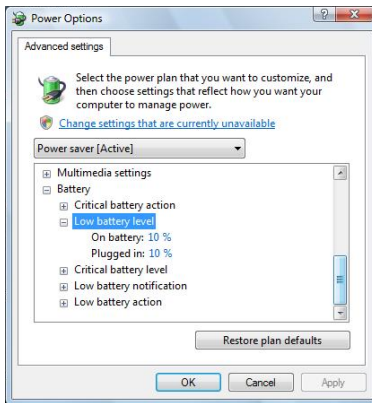 Power Options
Advanced settings
Select the power plan that you want to customize, and
then choose settings that reflect how you want your
computer to manage power.
Change settings that are currently unavailable
Power saver [Active]
Multimedia settings
Battery
Critical battery action
Low battery level
On battery: 10 %
Plugged in: 10 %
Critical battery level
Low battery notification
Low battery action
Restore plan defaults
OK Cancel Apply